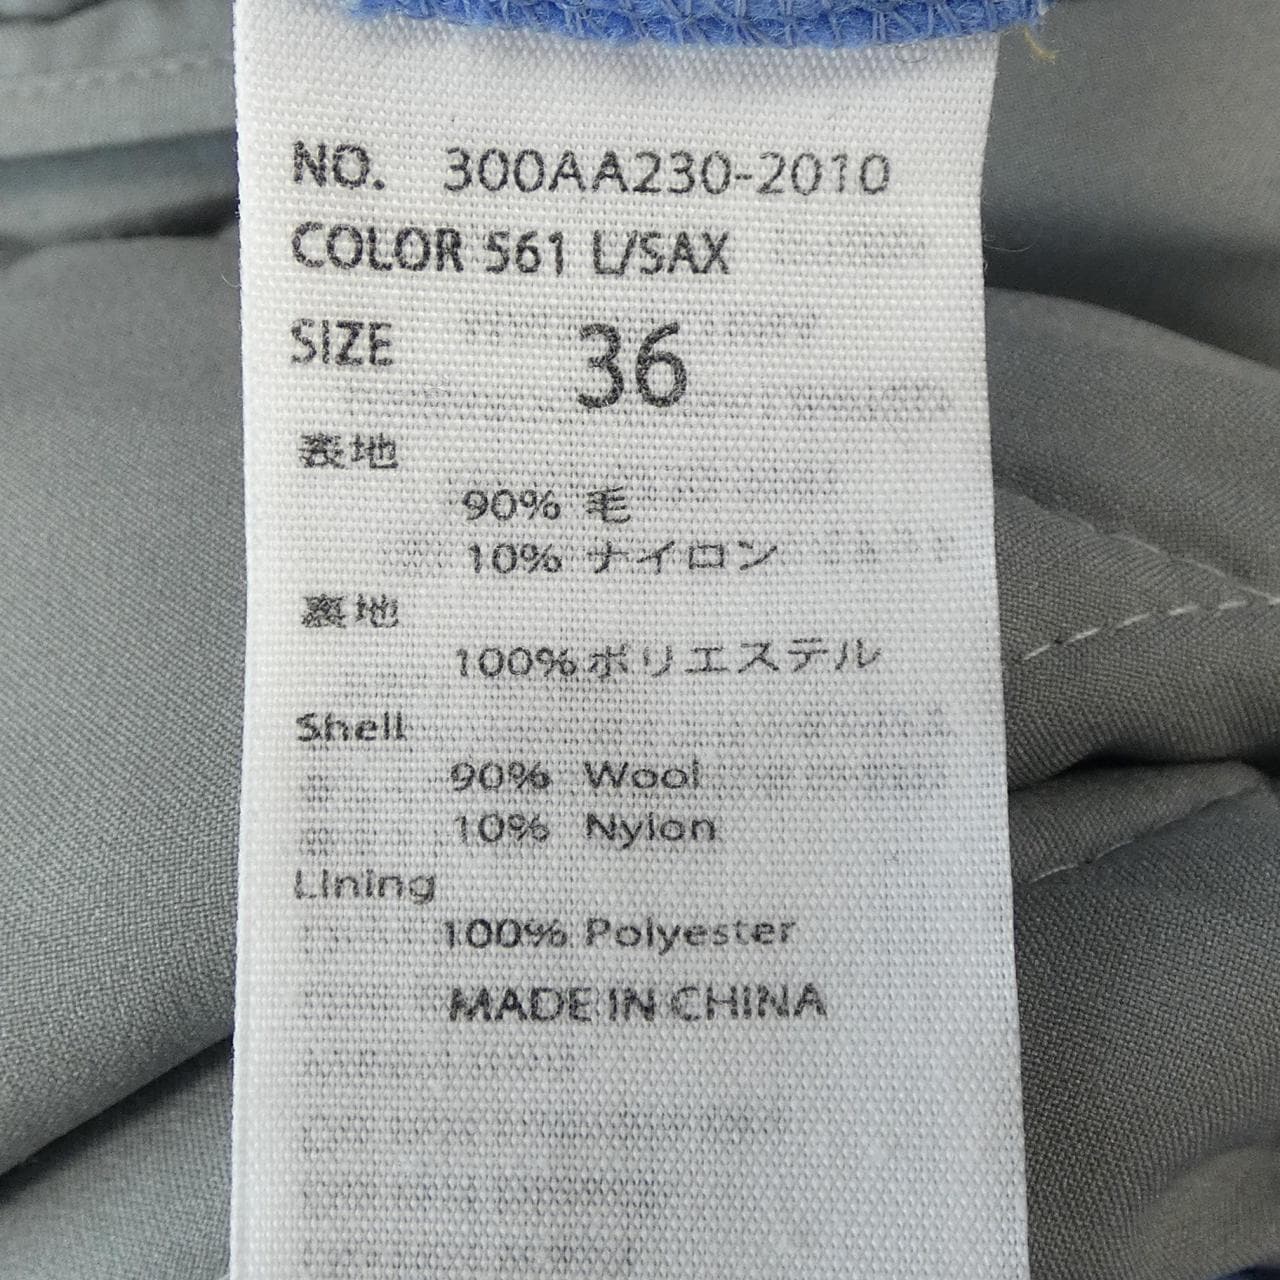 NO. 300AA230-2010
COLOR 561 L/SAX
SIZE 36
表地
90% 毛
10% ナイロン
裏地
100% ポリエステル
Shell
90% Wool
10% Nylon
Lining
100% Polyester
MADE IN CHINA